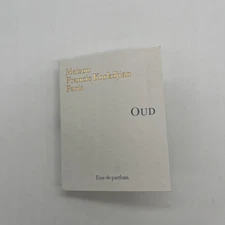 Maison
Francis Kurkdjian
Paris
OUD
Eau de parfum